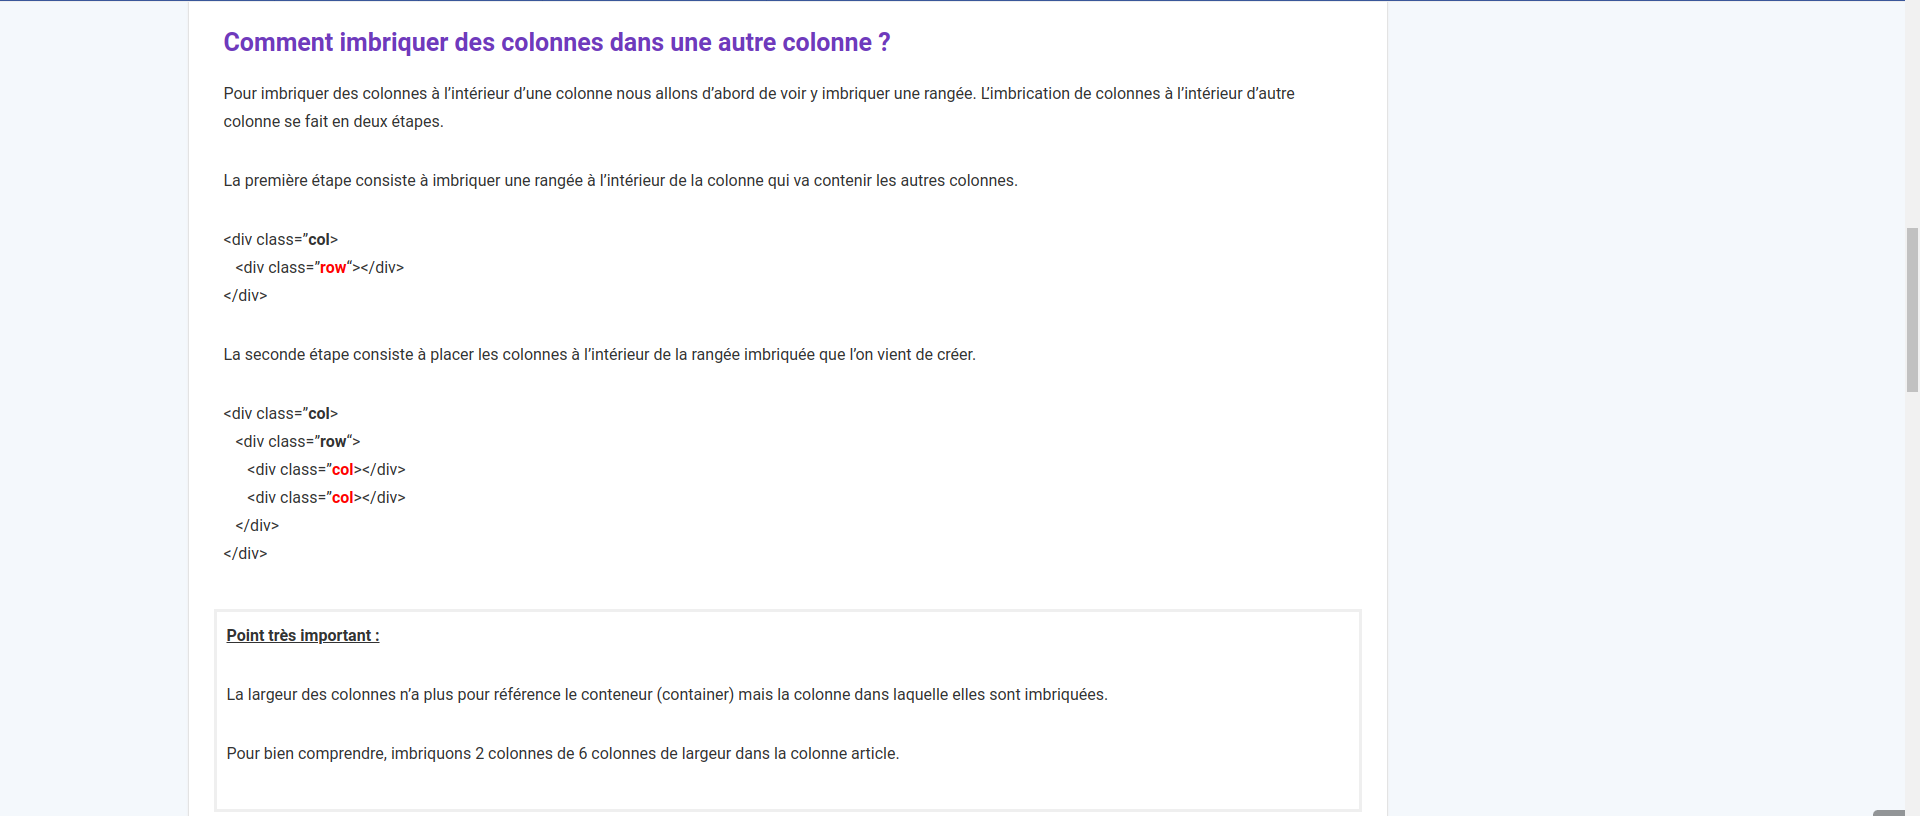 Comment imbriquer des colonnes dans une autre colonne ?
Pour imbriquer des colonnes à l’intérieur d’une colonne nous allons d’abord de voir y imbriquer une rangée. L’imbrication de colonnes à l’intérieur d’autre
colonne se fait en deux étapes.
La première étape consiste à imbriquer une rangée à l’intérieur de la colonne qui va contenir les autres colonnes.
<div class=”col>
<div class=”row“></div>
</div>
La seconde étape consiste à placer les colonnes à l’intérieur de la rangée imbriquée que l’on vient de créer.
<div class=”col>
<div class=”row“>
<div class=”col></div>
<div class=”col></div>
</div>
</div>
Point très important :
La largeur des colonnes n’a plus pour référence le conteneur (container) mais la colonne dans laquelle elles sont imbriquées.
Pour bien comprendre, imbriquons 2 colonnes de 6 colonnes de largeur dans la colonne article.